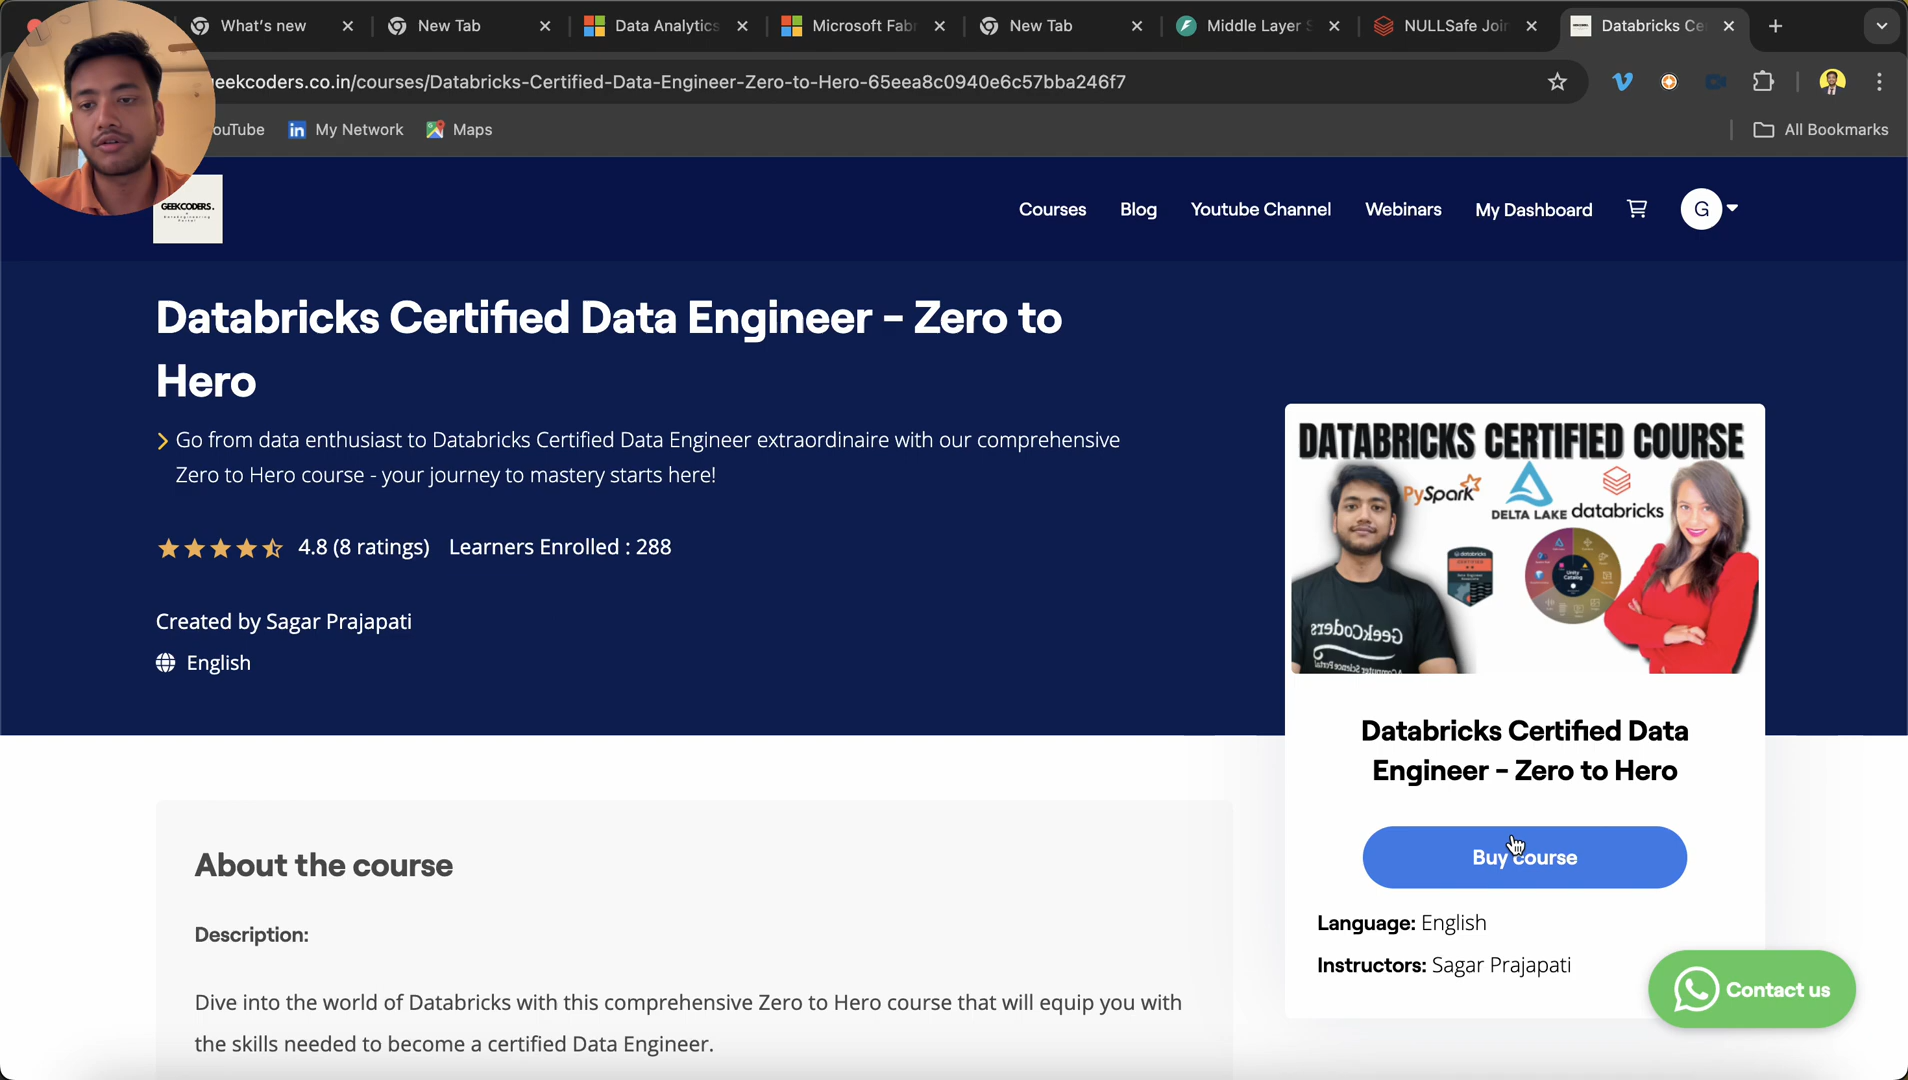 What's new
New Tab
Data Analytics
Microsoft Fab
New Tab
Middle Layer S
NULLSafe Join
Databricks Ce
geekcoders.co.in/courses/Databricks-Certified-Data-Engineer-Zero-to-Hero-65eea8c0940e6c57bba246f7
ouTube
My Network
Maps
All Bookmarks
GEEKCODERS.
Courses
Blog
Youtube Channel
Webinars
My Dashboard
G
Databricks Certified Data Engineer - Zero to
Hero
Go from data enthusiast to Databricks Certified Data Engineer extraordinaire with our comprehensive
Zero to Hero course - your journey to mastery starts here!
4.8 (8 ratings) Learners Enrolled : 288
Created by Sagar Prajapati
English
DATABRICKS CERTIFIED COURSE
PySpark
DELTA LAKE
databricks
Unity
Catalog
GeekCoders
Databricks Certified Data
Engineer - Zero to Hero
Buy course
Language: English
Instructors: Sagar Prajapati
Contact us
About the course
Description:
Dive into the world of Databricks with this comprehensive Zero to Hero course that will equip you with
the skills needed to become a certified Data Engineer.